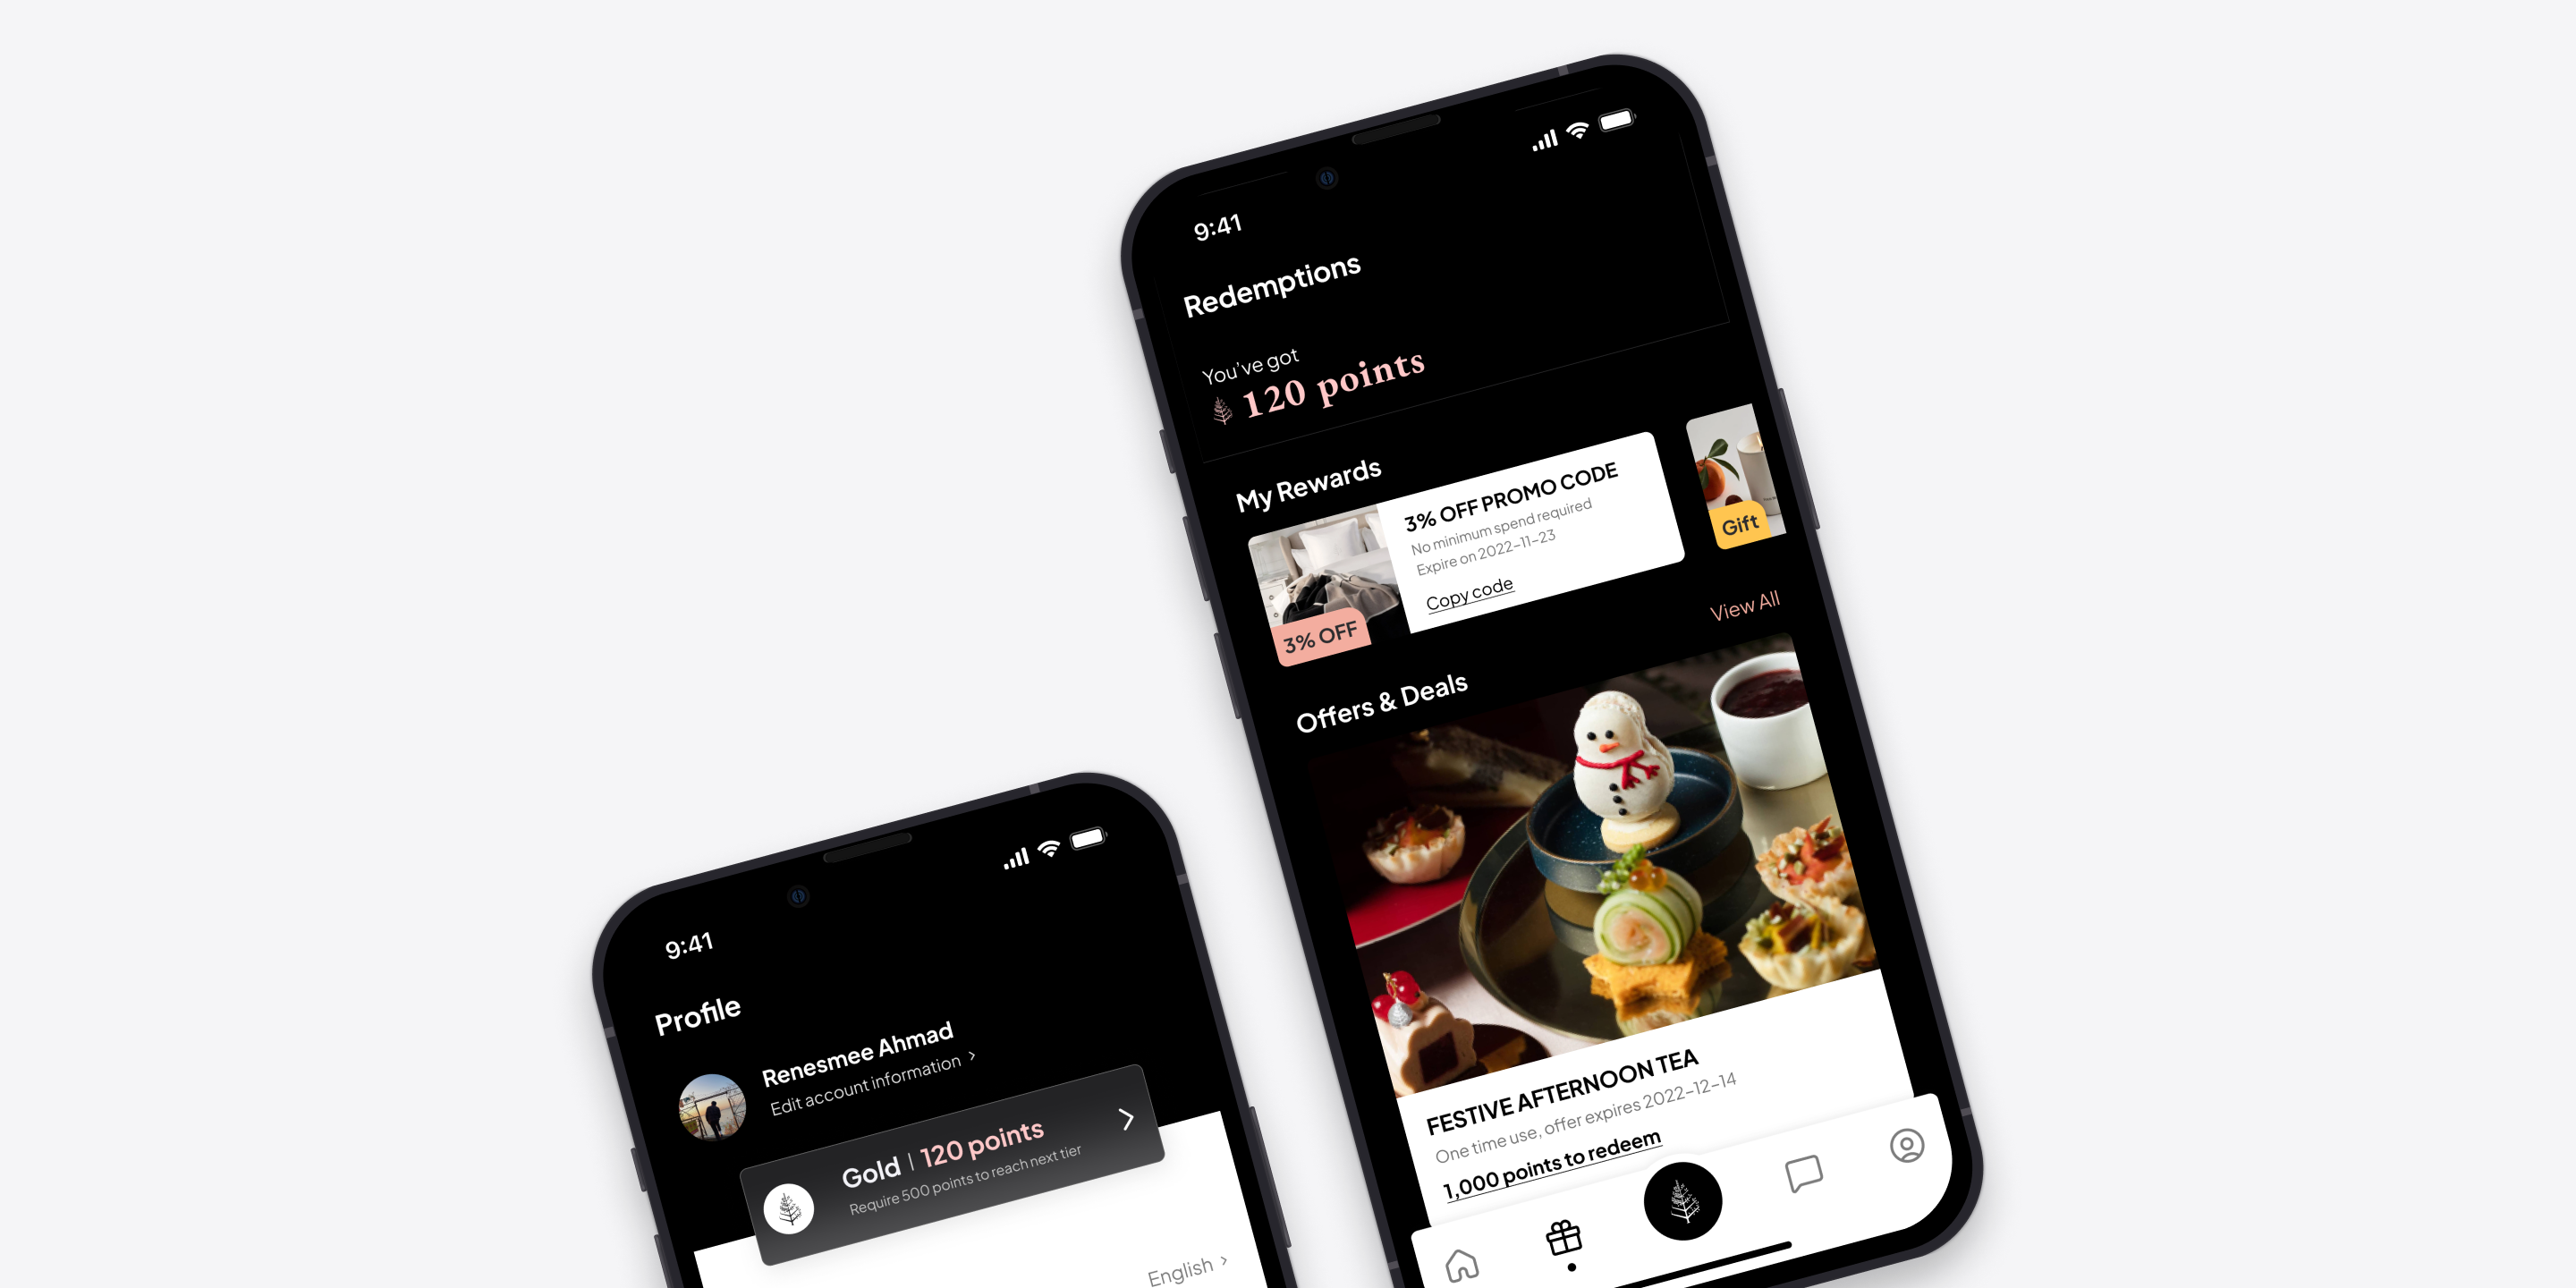 9:41
Redemptions
You've got
120 points
My Rewards
3% OFF
3% OFF PROMO CODE
No minimum spend required
Expire on 2022-11-23
Copy code
Gift
View All
Offers & Deals
FESTIVE AFTERNOON TEA
One time use, offer expires 2022-12-14
1,000 points to redeem
9:41
Profile
Renesmee Ahmad
Edit account information >
Gold | 120 points
Require 500 points to reach next tier
English >